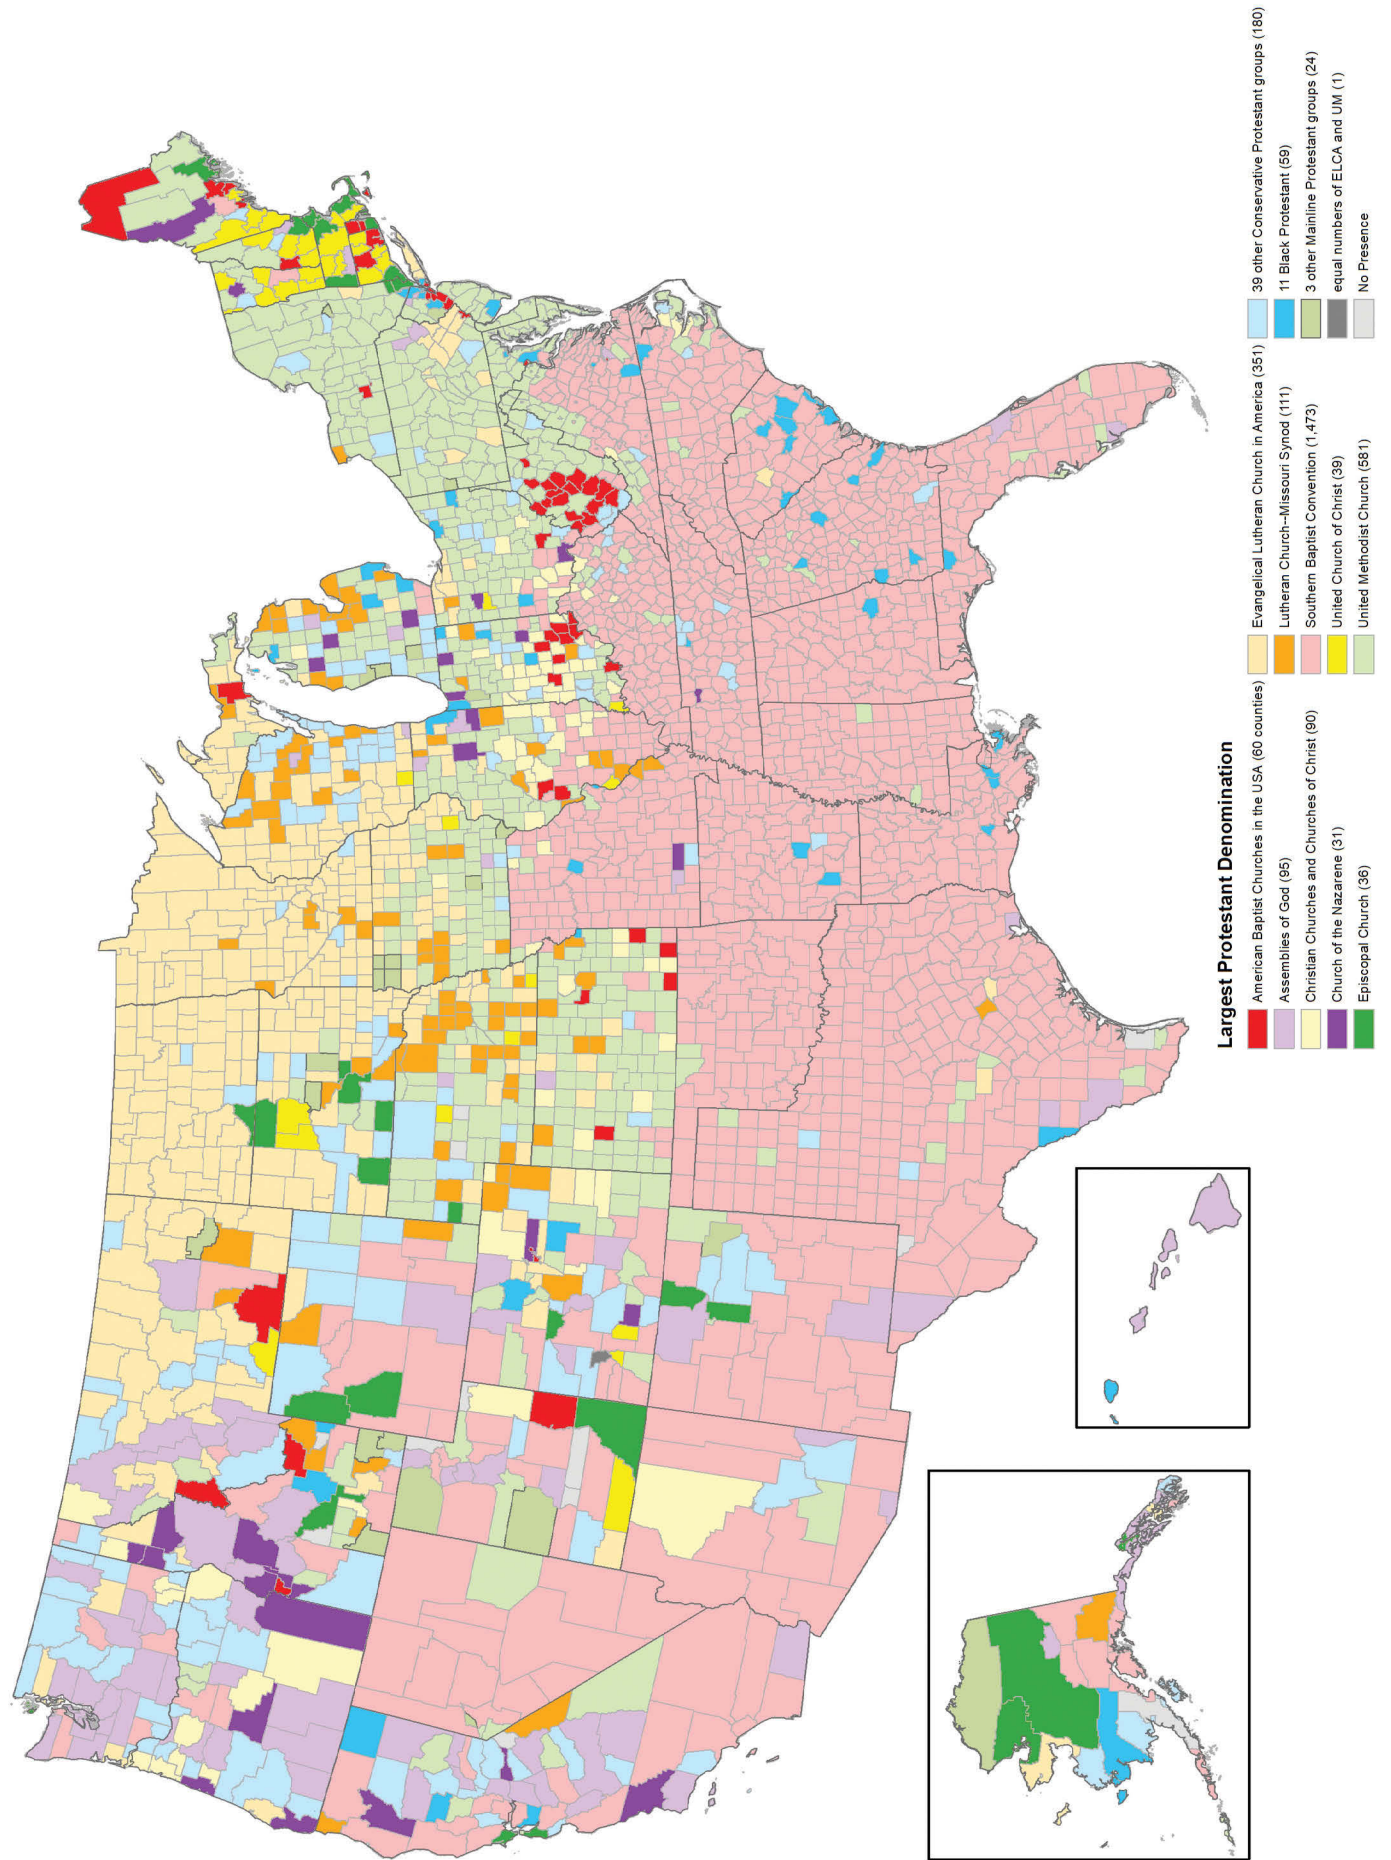 Largest Protestant Denomination
American Baptist Churches in the USA (60 counties)
Assemblies of God (95)
Christian Churches and Churches of Christ (90)
Church of the Nazarene (31)
Episcopal Church (36)
Evangelical Lutheran Church in America (351)
Lutheran Church--Missouri Synod (111)
Southern Baptist Convention (1,473)
United Church of Christ (39)
United Methodist Church (581)
39 other Conservative Protestant groups (180)
11 Black Protestant (59)
3 other Mainline Protestant groups (24)
equal numbers of ELCA and UM (1)
No Presence